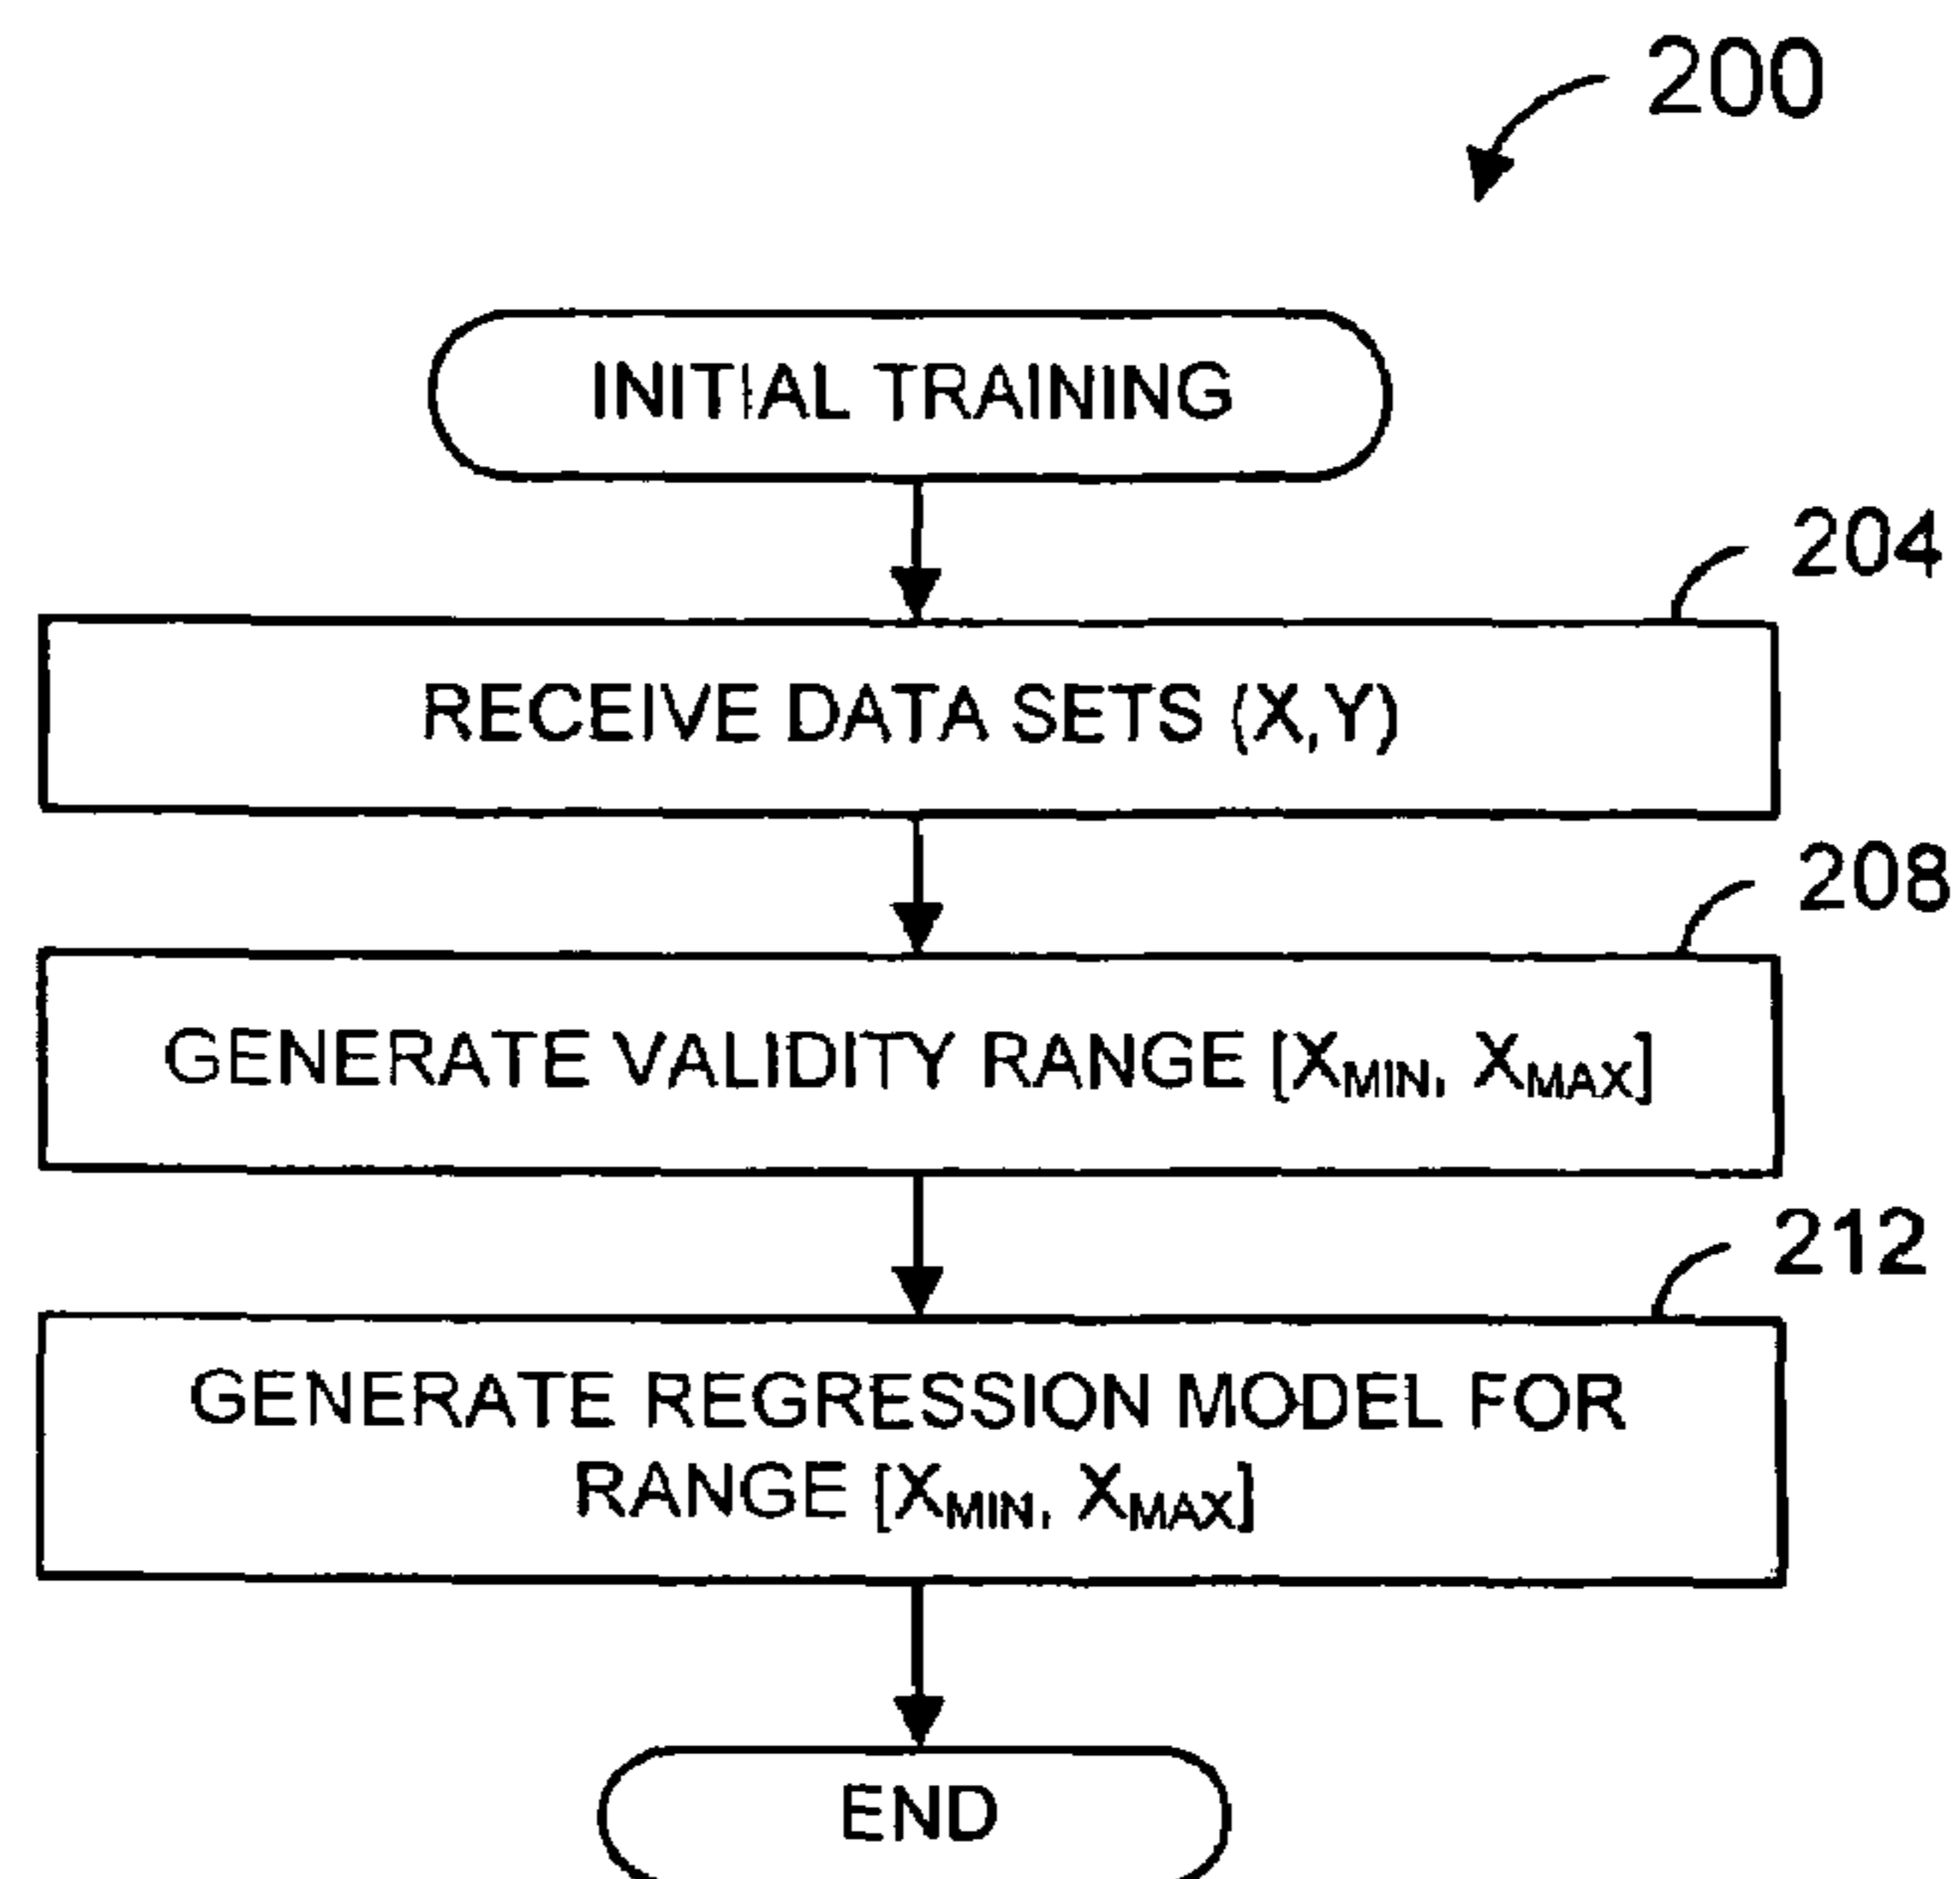 200
INITIAL TRAINING
204
RECEIVE DATA SETS (X,Y)
208
GENERATE VALIDITY RANGE [XMIN, XMAX]
212
GENERATE REGRESSION MODEL FOR
RANGE [XMIN, XMAX]
END